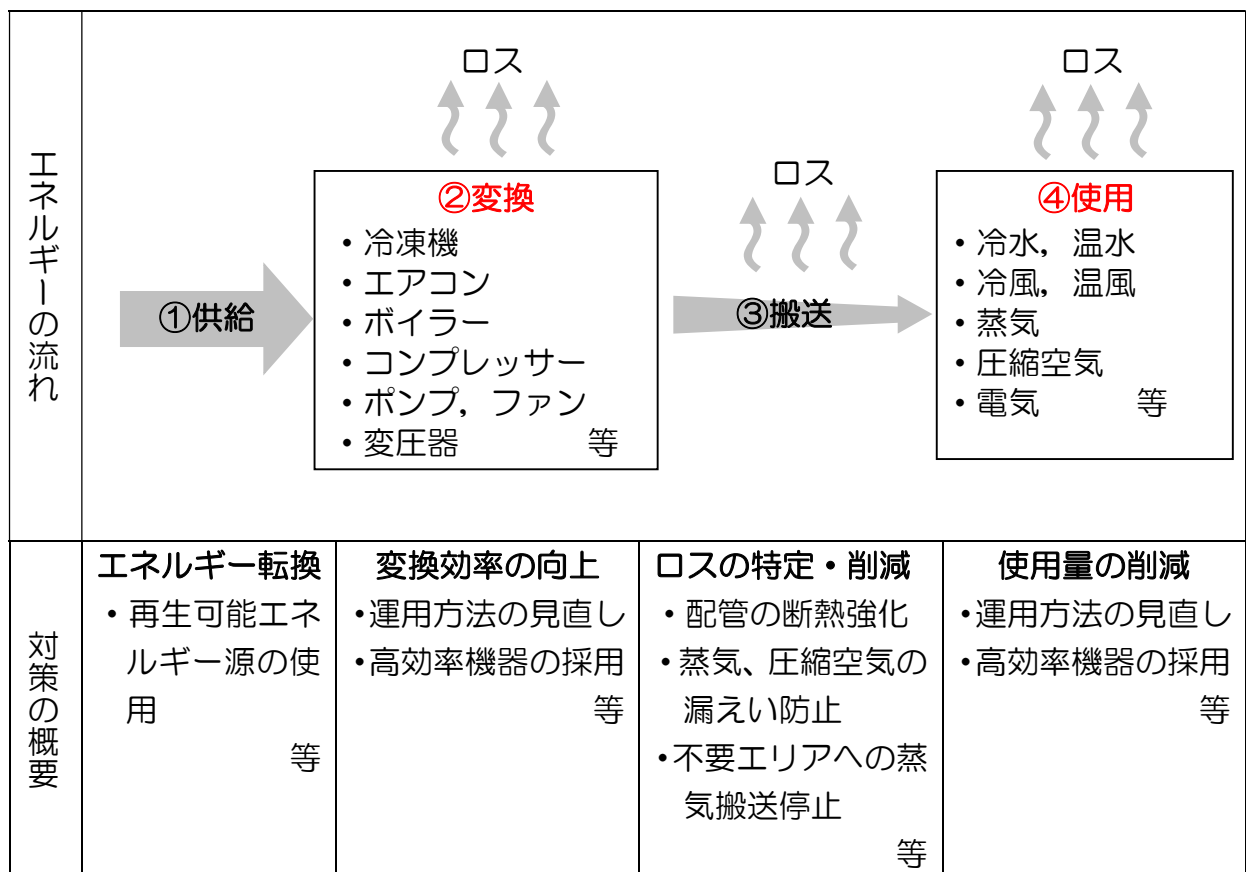 エネルギーの流れ
ロス
ロス
ロス
①供給
②変換
・冷凍機
・エアコン
・ボイラー
・コンプレッサー
・ポンプ，ファン
・変圧器 等
③搬送
④使用
・冷水，温水
・冷風，温風
・蒸気
・圧縮空気
・電気 等
対策の概要
エネルギー転換
・再生可能エネ
ルギー源の使
用
等
変換効率の向上
・運用方法の見直し
・高効率機器の採用
等
ロスの特定・削減
・配管の断熱強化
・蒸気、圧縮空気の
漏えい防止
・不要エリアへの蒸
気搬送停止
等
使用量の削減
・運用方法の見直し
・高効率機器の採用
等